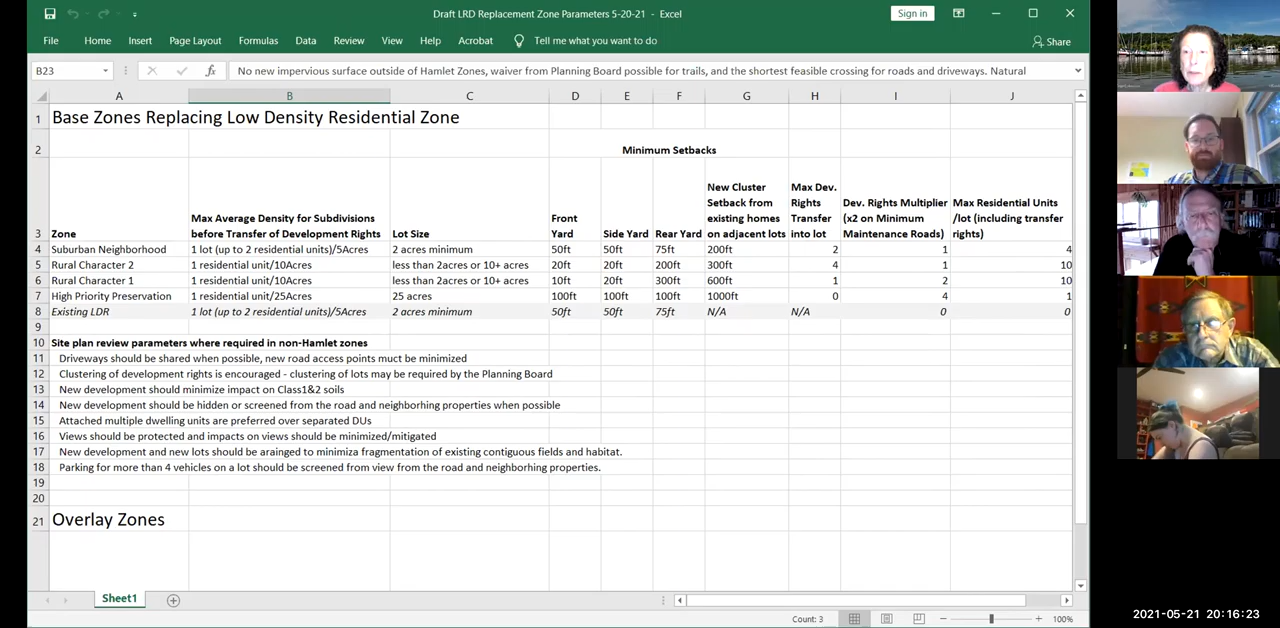 Draft LRD Replacement Zone Parameters 5-20-21 - Excel
Sign in
File Home Insert Page Layout Formulas Data Review View Help Acrobat Tell me what you want to do
Share
B23 fx No new impervious surface outside of Hamlet Zones, waiver from Planning Board possible for trails, and the shortest feasible crossing for roads and driveways. Natural
A B C D E F G H I J
1 Base Zones Replacing Low Density Residential Zone
2 Minimum Setbacks
New Cluster Max Dev.
Setback from Rights Dev. Rights Multiplier Max Residential Units
Max Average Density for Subdivisions Front existing homes Transfer (x2 on Minimum /lot (including transfer
3 Zone before Transfer of Development Rights Lot Size Yard Side Yard Rear Yard on adjacent lots into lot Maintenance Roads) rights)
4 Suburban Neighborhood 1 lot (up to 2 residential units)/5Acres 2 acres minimum 50ft 50ft 75ft 200ft 2 1 4
5 Rural Character 2 1 residential unit/10Acres less than 2acres or 10+ acres 20ft 20ft 200ft 300ft 4 1 10
6 Rural Character 1 1 residential unit/10Acres less than 2acres or 10+ acres 10ft 20ft 300ft 600ft 1 2 10
7 High Priority Preservation 1 residential unit/25Acres 25 acres 100ft 100ft 100ft 1000ft 0 4 1
8 Existing LDR 1 lot (up to 2 residential units)/5Acres 2 acres minimum 50ft 50ft 75ft N/A N/A 0 0
9
10 Site plan review parameters where required in non-Hamlet zones
11 Driveways should be shared when possible, new road access points muct be minimized
12 Clustering of development rights is encouraged - clustering of lots may be required by the Planning Board
13 New development should minimize impact on Class1&2 soils
14 New development should be hidden or screened from the road and neighborhing properties when possible
15 Attached multiple dwelling units are preferred over separated DUs
16 Views should be protected and impacts on views should be minimized/mitigated
17 New development and new lots should be arainged to minimiza fragmentation of existing contiguous fields and habitat.
18 Parking for more than 4 vehicles on a lot should be screened from view from the road and neighborhing properties.
19
20
21 Overlay Zones
Sheet1
Count: 3
100%
2021-05-21 20:16:23